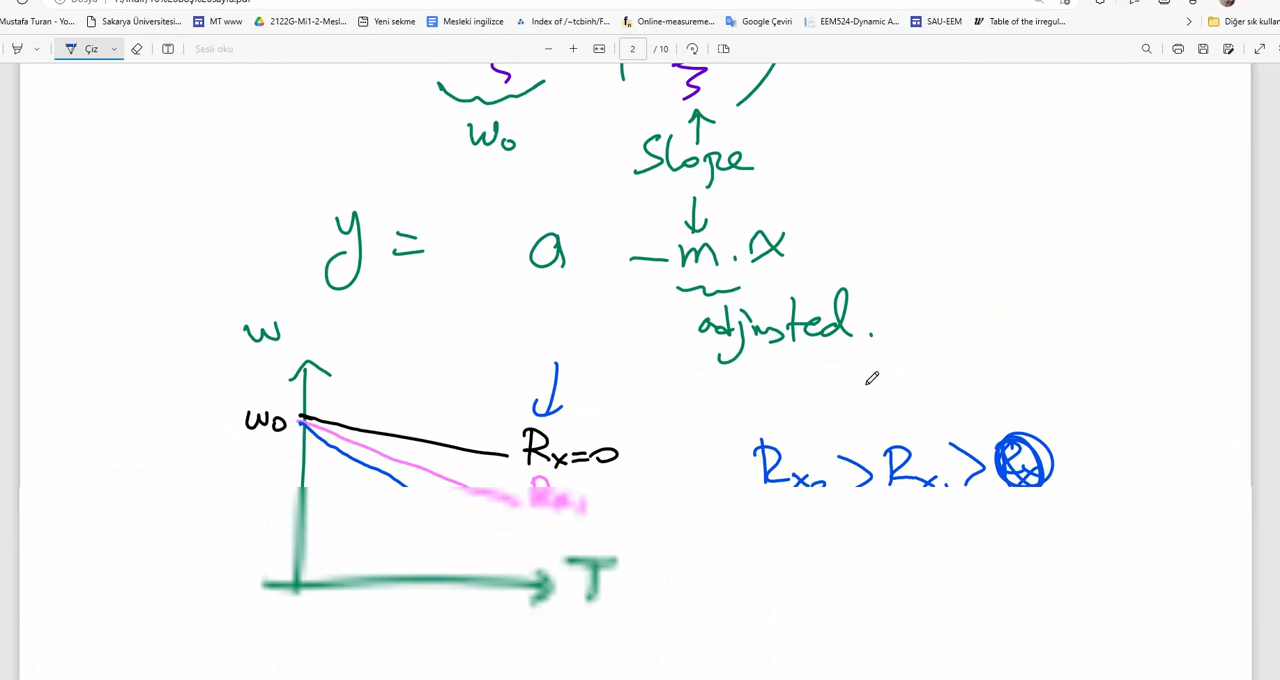 Mustafa Turan - Yo... Sakarya Üniversitesi... MT www 2122G-Mi1-2-Mesl... Yeni sekme Mesleki ingilizce Index of /~tcbinh/F... Online-measureme... Google Çeviri EEM524-Dynamic A... SAU-EEM Table of the irregul... Diğer sık kullan
Çiz Sesli oku 2 / 10
w0
Slope
y = a - m . x
adjusted.
w
w0
Rx=0
Rx1
Rx2 > Rx1 >
T